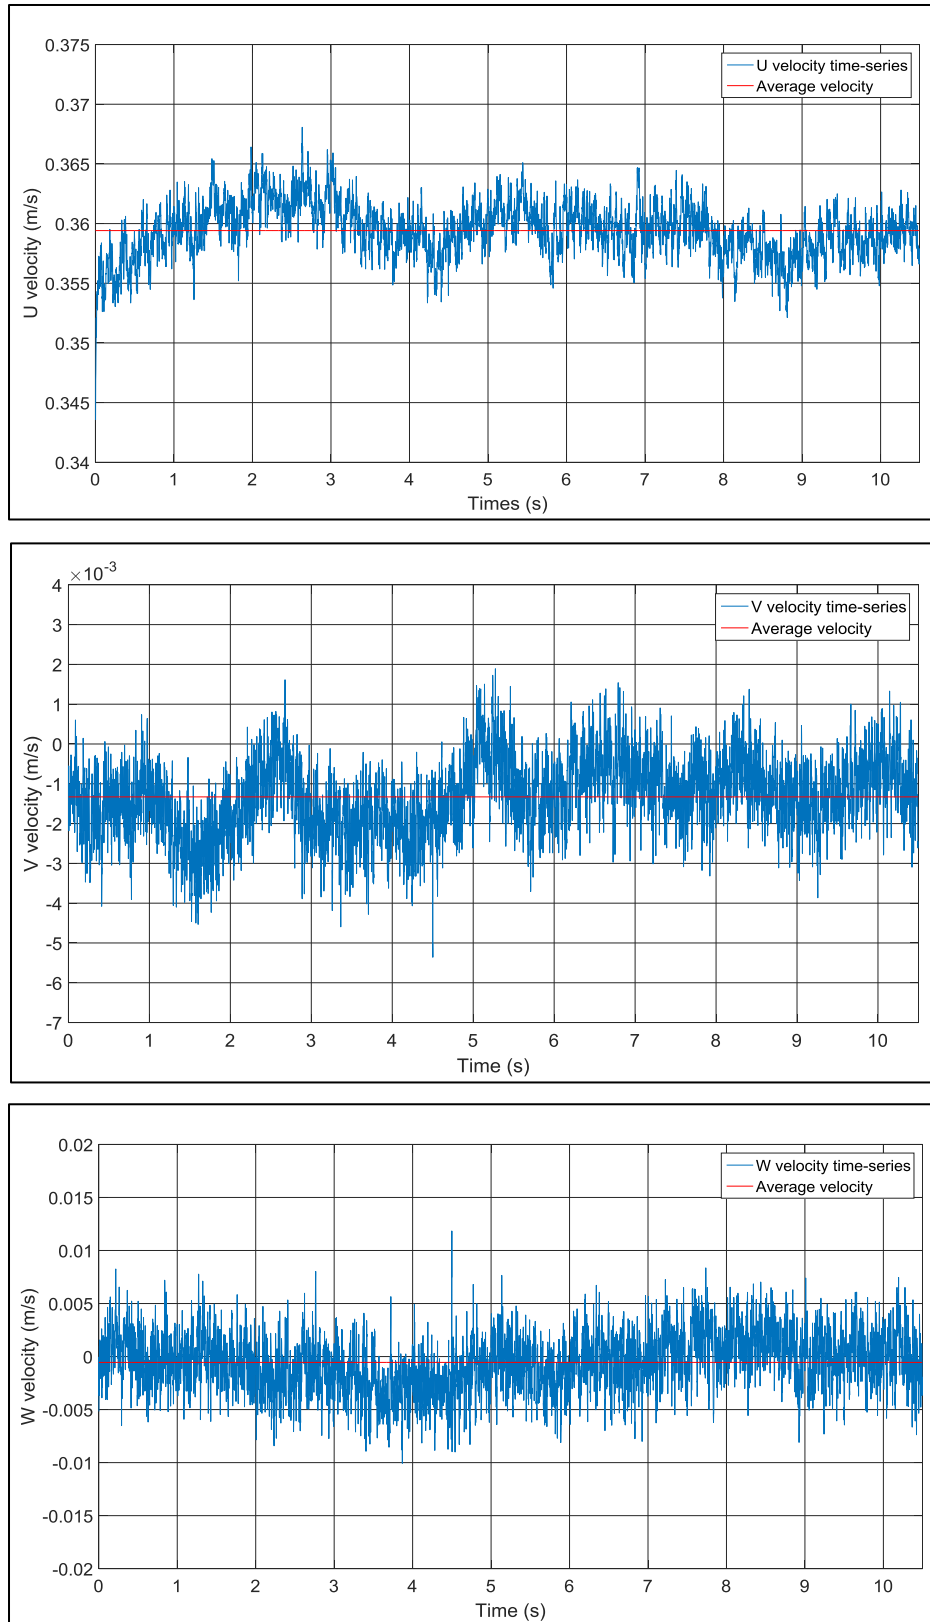 0.375
0.37
0.365
0.36
0.355
0.35
0.345
0.34
U velocity (m/s)
U velocity time-series
Average velocity
0 1 2 3 4 5 6 7 8 9 10
Times (s)
×10-3
4
3
2
1
0
-1
-2
-3
-4
-5
-6
-7
V velocity (m/s)
V velocity time-series
Average velocity
0 1 2 3 4 5 6 7 8 9 10
Time (s)
0.02
0.015
0.01
0.005
0
-0.005
-0.01
-0.015
-0.02
W velocity (m/s)
W velocity time-series
Average velocity
0 1 2 3 4 5 6 7 8 9 10
Time (s)